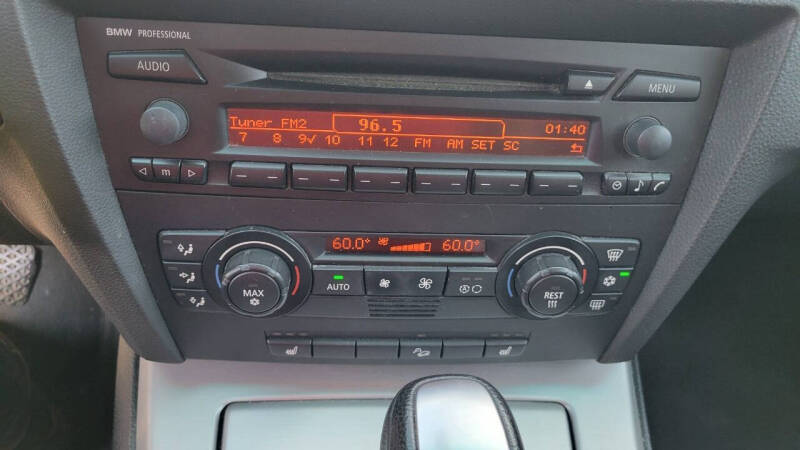 BMW PROFESSIONAL
AUDIO
MENU
Tuner FM2 96.5 01:40
7 8 9✓ 10 11 12 FM AM SET SC
m
60.0° 60.0°
MAX
AUTO
A
REST